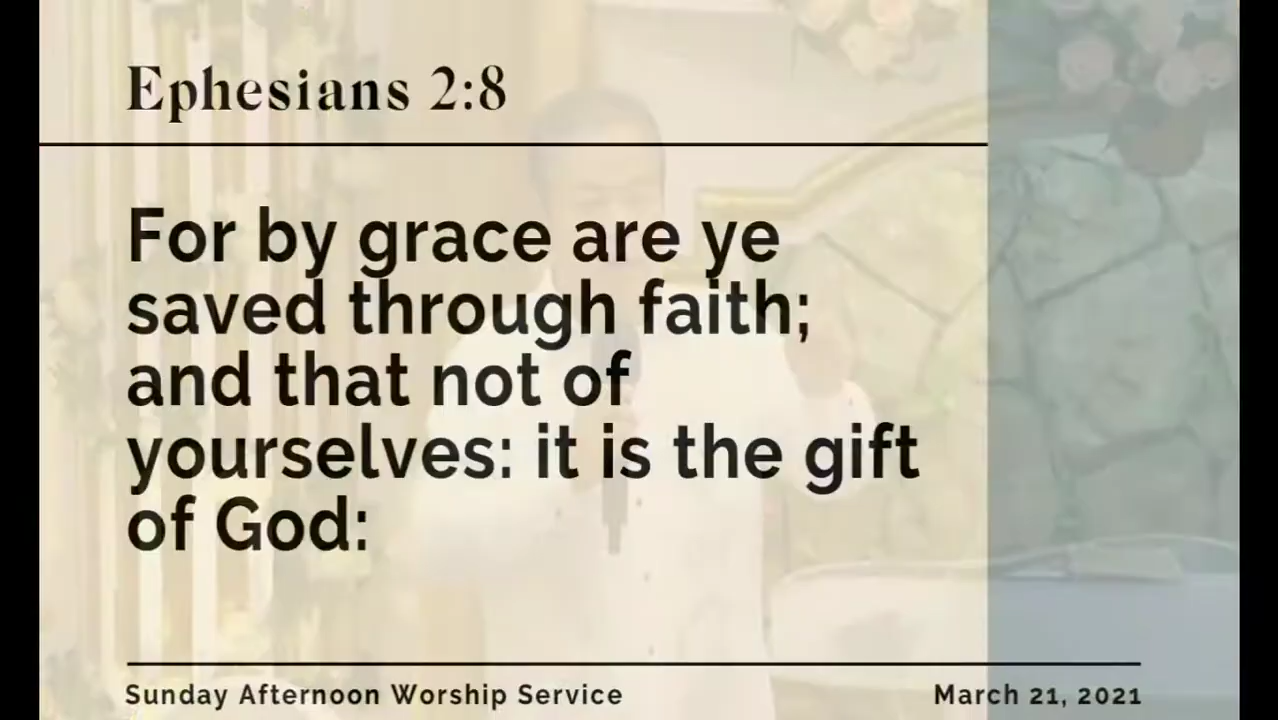 Ephesians 2:8
For by grace are ye
saved through faith;
and that not of
yourselves: it is the gift
of God:
Sunday Afternoon Worship Service
March 21, 2021